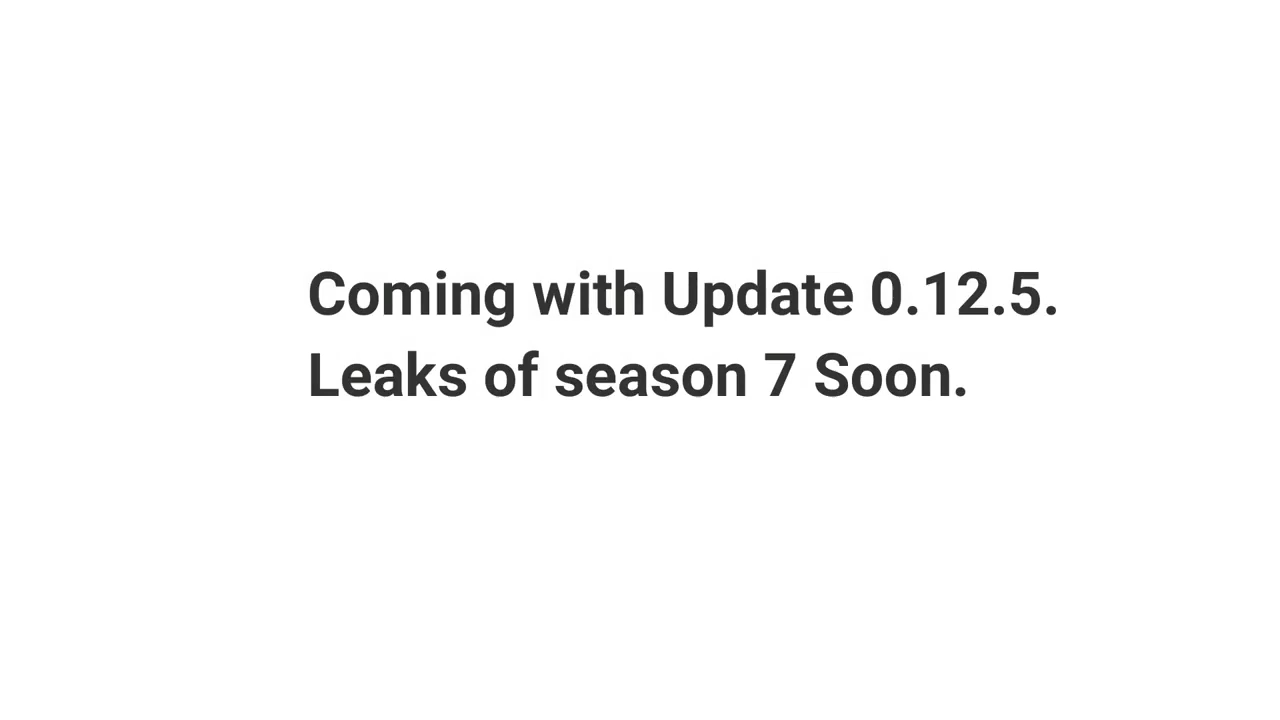 Coming with Update 0.12.5.
Leaks of season 7 Soon.